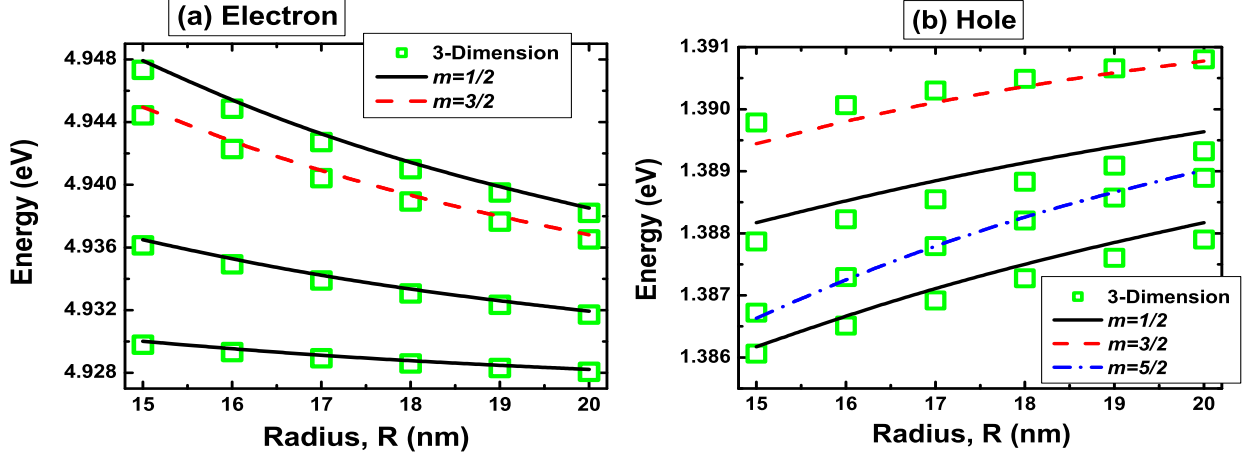 (a) Electron
4.948
4.944
4.940
4.936
4.932
4.928
Energy (eV)
3-Dimension
m=1/2
m=3/2
15 16 17 18 19 20
Radius, R (nm)
(b) Hole
1.391
1.390
1.389
1.388
1.387
1.386
Energy (eV)
3-Dimension
m=1/2
m=3/2
m=5/2
15 16 17 18 19 20
Radius, R (nm)